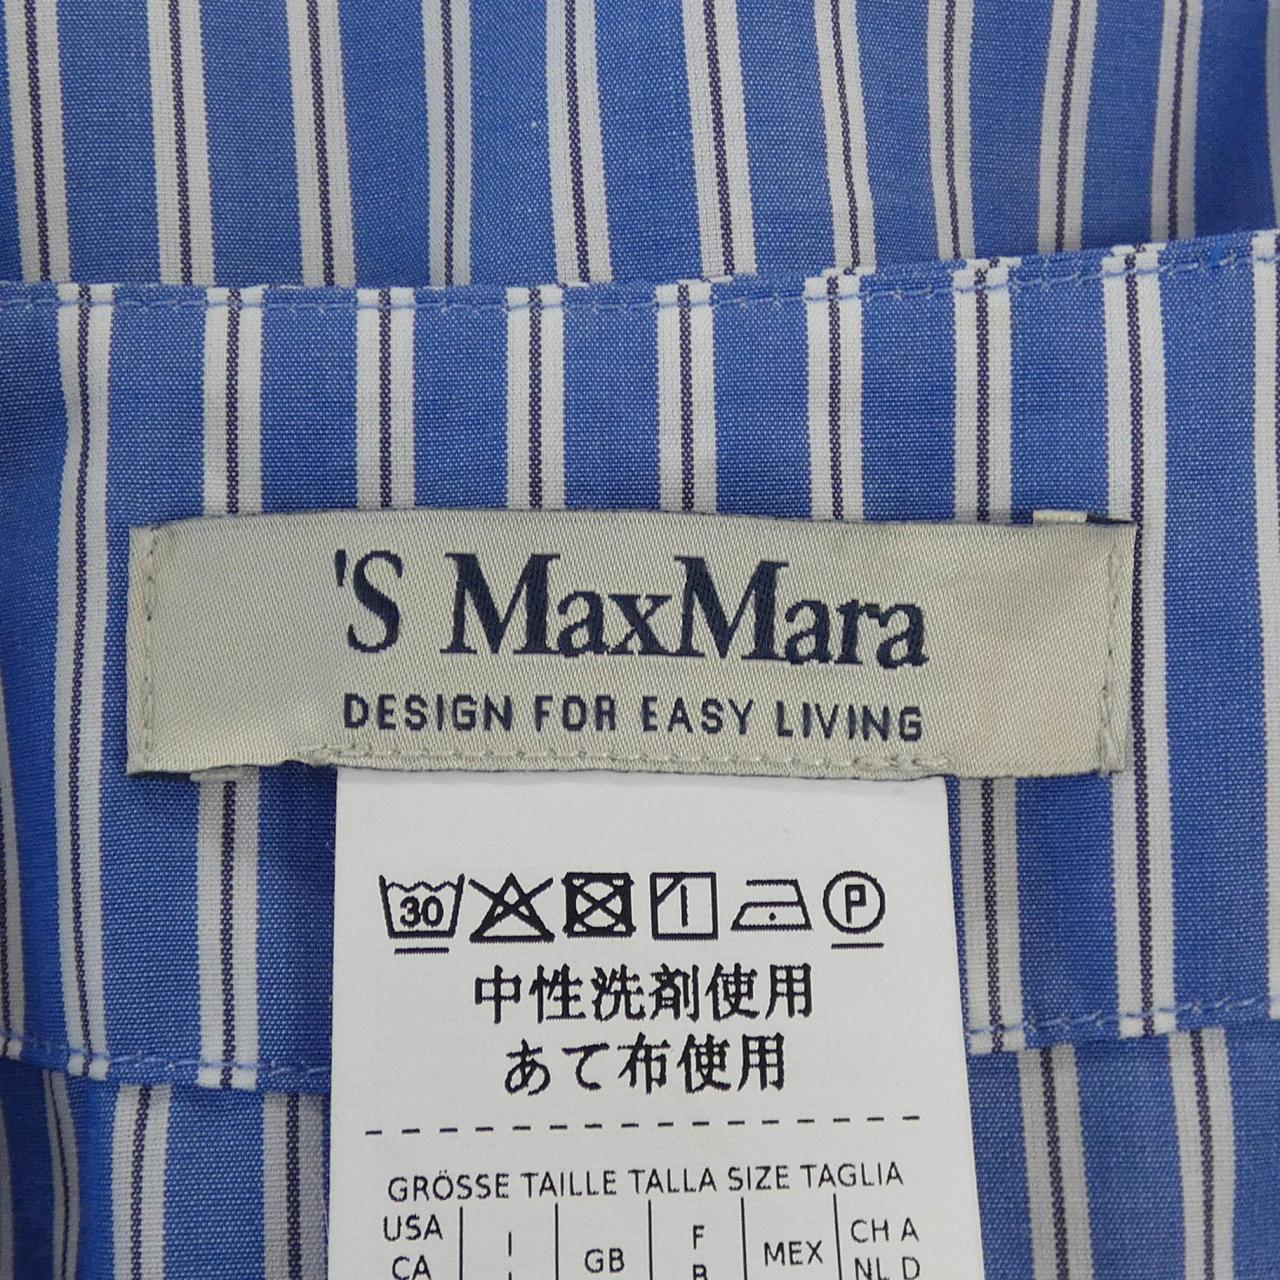 'S MaxMara
DESIGN FOR EASY LIVING
30 P
中性洗剤使用
あて布使用
GRÖSSE TAILLE TALLA SIZE TAGLIA
USA I GB F MEX CH A
CA B NL D